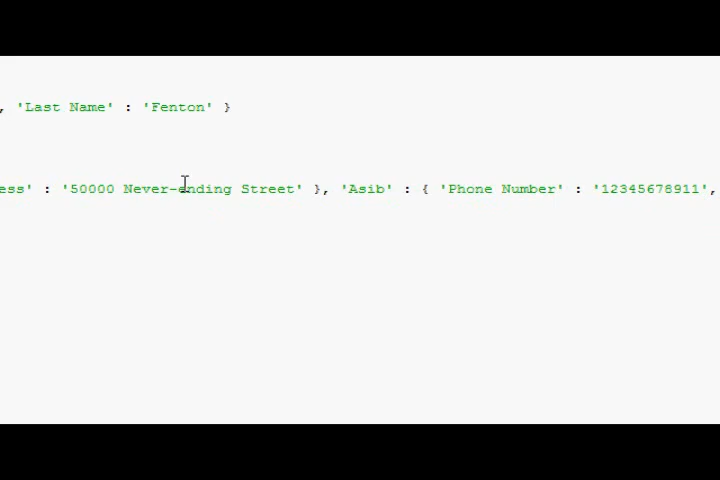 , 'Last Name' : 'Fenton' }
ess' : '50000 Never-ending Street' }, 'Asib' : { 'Phone Number' : '12345678911',